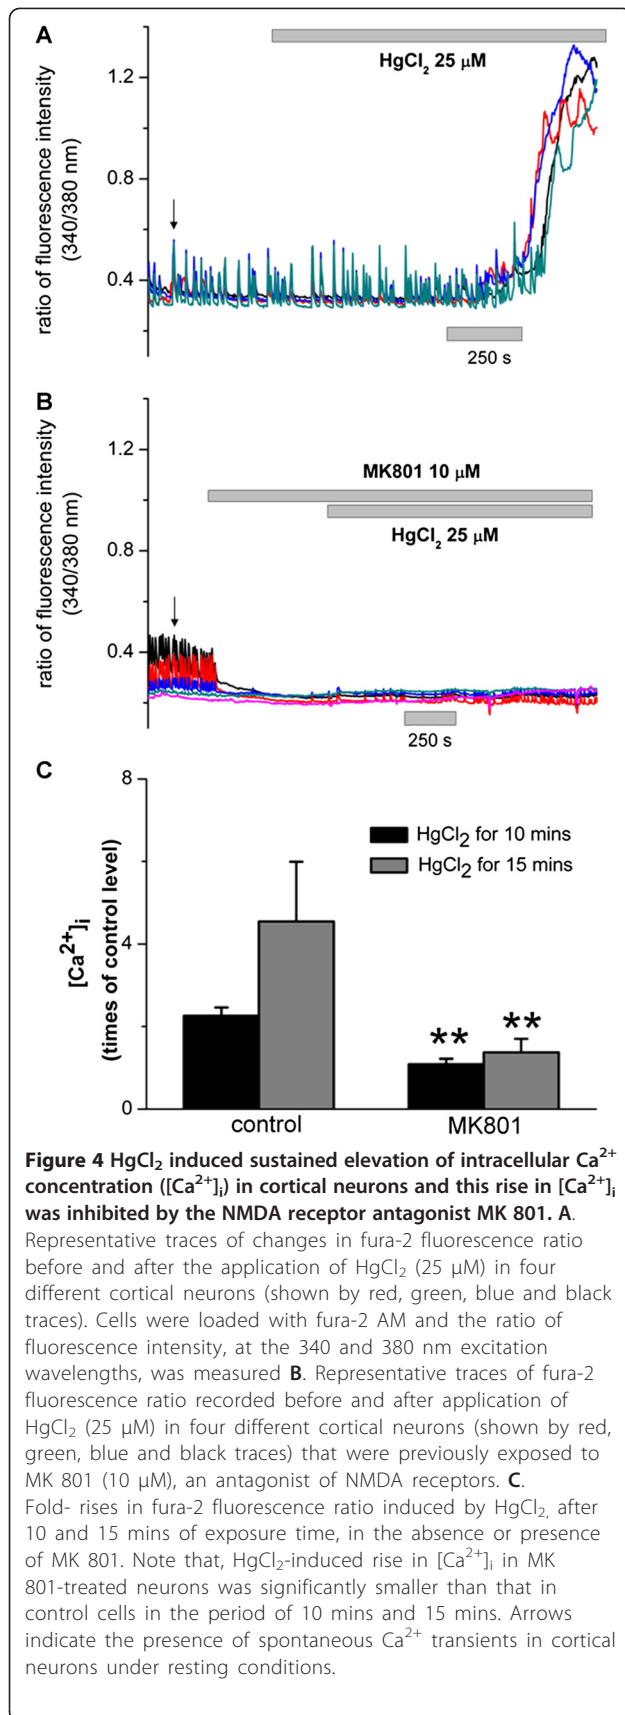 A
HgCl₂ 25 μM
1.2
0.8
0.4
ratio of fluorescence intensity
(340/380 nm)
250 s
B
1.2
0.8
0.4
ratio of fluorescence intensity
(340/380 nm)
MK801 10 μM
HgCl₂ 25 μM
250 s
C
8
4
0
[Ca²⁺]ᵢ
(times of control level)
HgCl₂ for 10 mins
HgCl₂ for 15 mins
** **
control MK801
Figure 4 HgCl₂ induced sustained elevation of intracellular Ca²⁺
concentration ([Ca²⁺]ᵢ) in cortical neurons and this rise in [Ca²⁺]ᵢ
was inhibited by the NMDA receptor antagonist MK 801. A.
Representative traces of changes in fura-2 fluorescence ratio
before and after the application of HgCl₂ (25 μM) in four
different cortical neurons (shown by red, green, blue and black
traces). Cells were loaded with fura-2 AM and the ratio of
fluorescence intensity, at the 340 and 380 nm excitation
wavelengths, was measured B. Representative traces of fura-2
fluorescence ratio recorded before and after application of
HgCl₂ (25 μM) in four different cortical neurons (shown by red,
green, blue and black traces) that were previously exposed to
MK 801 (10 μM), an antagonist of NMDA receptors. C.
Fold- rises in fura-2 fluorescence ratio induced by HgCl₂, after
10 and 15 mins of exposure time, in the absence or presence
of MK 801. Note that, HgCl₂-induced rise in [Ca²⁺]ᵢ in MK
801-treated neurons was significantly smaller than that in
control cells in the period of 10 mins and 15 mins. Arrows
indicate the presence of spontaneous Ca²⁺ transients in cortical
neurons under resting conditions.